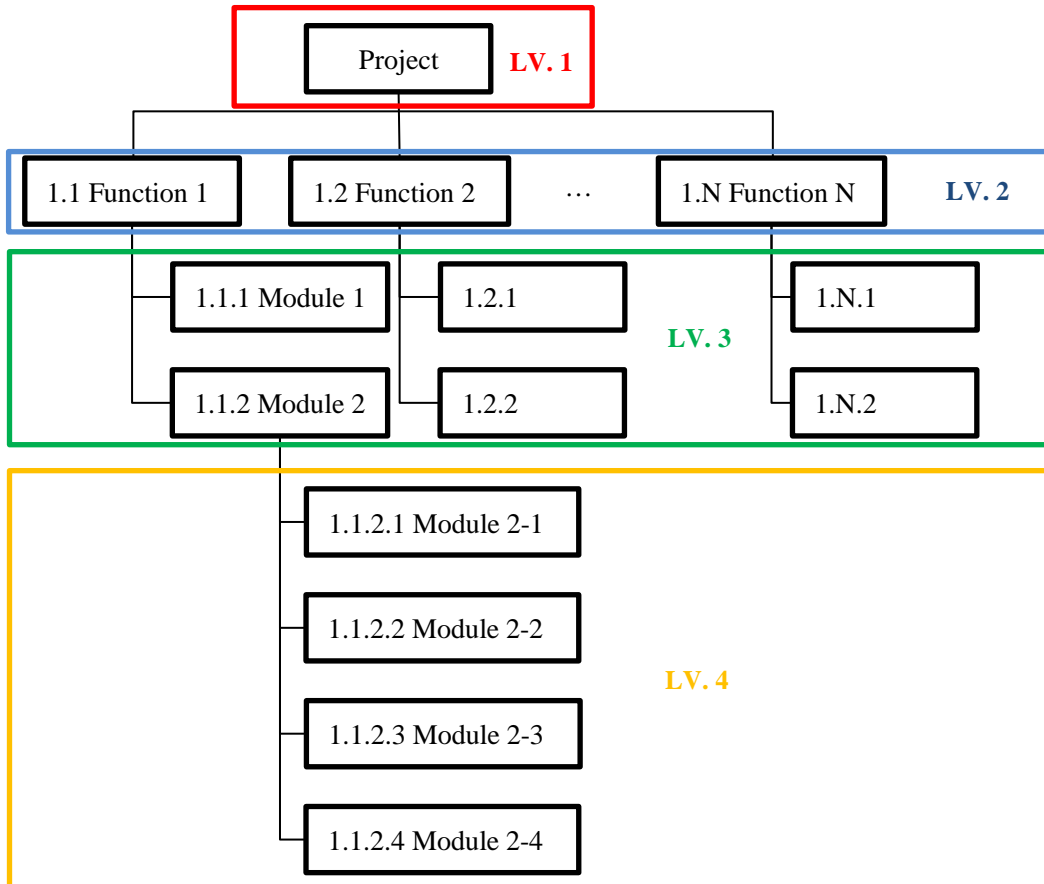 Project
LV. 1
1.1 Function 1
1.2 Function 2
...
1.N Function N
LV. 2
1.1.1 Module 1
1.2.1
1.N.1
LV. 3
1.1.2 Module 2
1.2.2
1.N.2
1.1.2.1 Module 2-1
1.1.2.2 Module 2-2
LV. 4
1.1.2.3 Module 2-3
1.1.2.4 Module 2-4